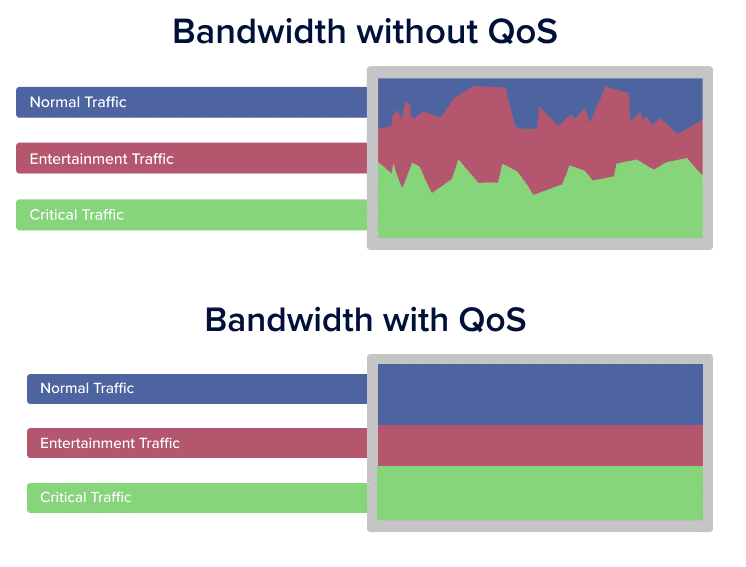 Bandwidth without QoS
Normal Traffic
Entertainment Traffic
Critical Traffic
Bandwidth with QoS
Normal Traffic
Entertainment Traffic
Critical Traffic